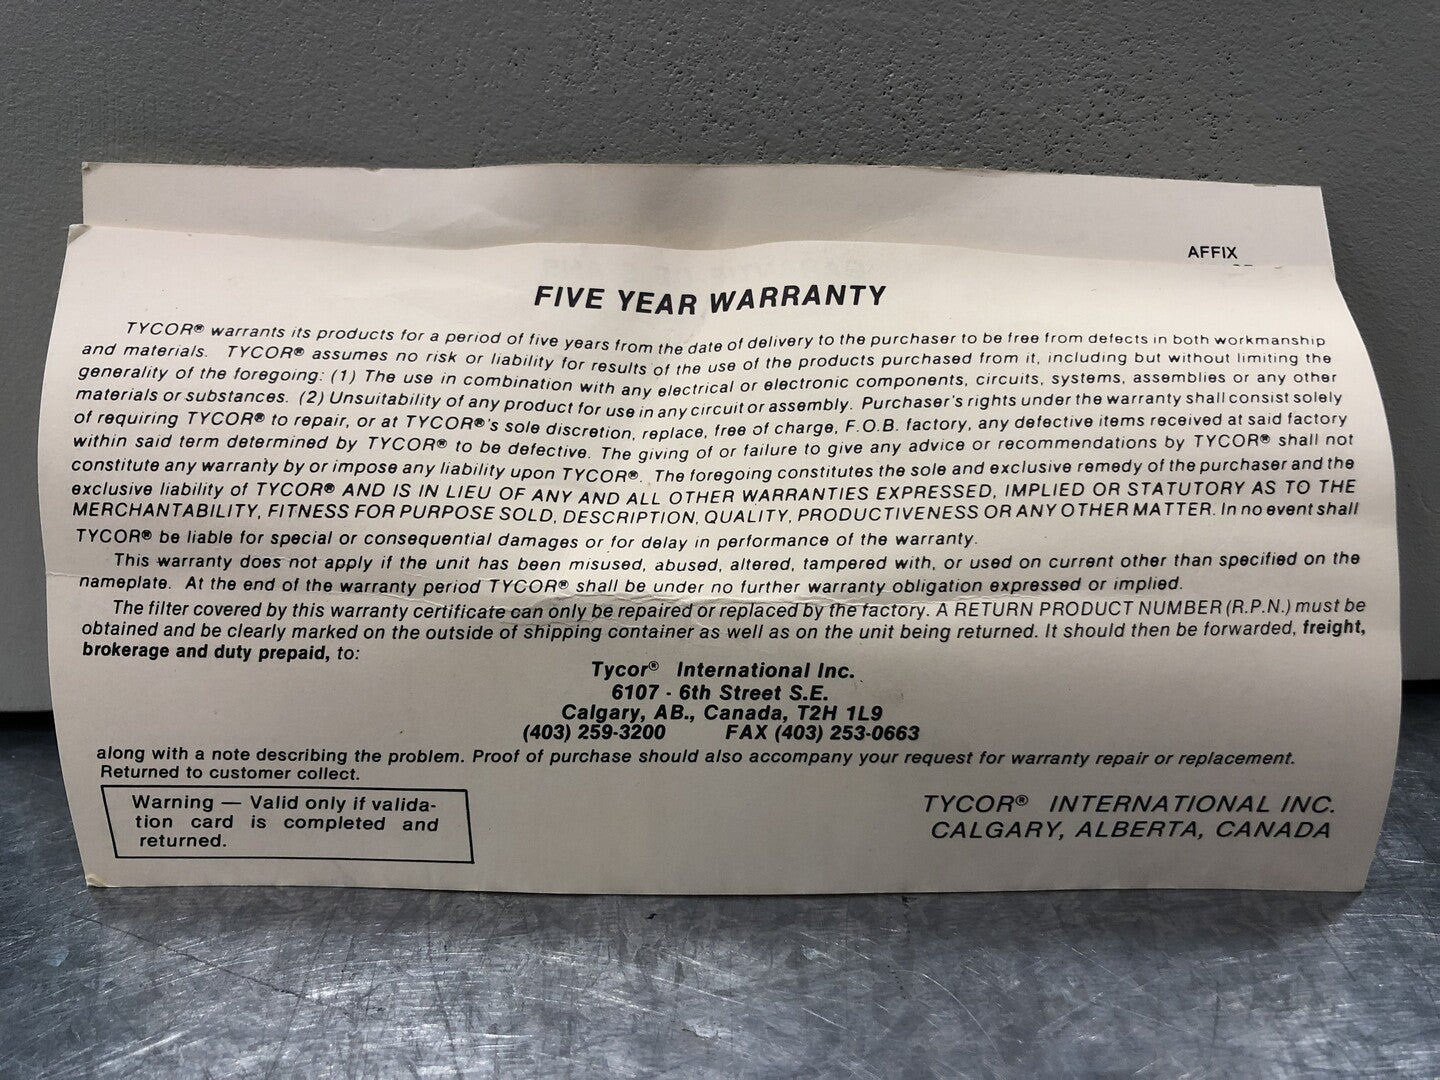 AFFIX
FIVE YEAR WARRANTY
TYCOR® warrants its products for a period of five years from the date of delivery to the purchaser to be free from defects in both workmanship
and materials. TYCOR® assumes no risk or liability for results of the use of the products purchased from it, including but without limiting the
generality of the foregoing: (1) The use in combination with any electrical or electronic components, circuits, systems, assemblies or any other
materials or substances. (2) Unsuitability of any product for use in any circuit or assembly. Purchaser's rights under the warranty shall consist solely
of requiring TYCOR® to repair, or at TYCOR®'s sole discretion, replace, free of charge, F.O.B. factory, any defective items received at said factory
within said term determined by TYCOR® to be defective. The giving of or failure to give any advice or recommendations by TYCOR® shall not
constitute any warranty by or impose any liability upon TYCOR®. The foregoing constitutes the sole and exclusive remedy of the purchaser and the
exclusive liability of TYCOR® AND IS IN LIEU OF ANY AND ALL OTHER WARRANTIES EXPRESSED, IMPLIED OR STATUTORY AS TO THE
MERCHANTABILITY, FITNESS FOR PURPOSE SOLD, DESCRIPTION, QUALITY, PRODUCTIVENESS OR ANY OTHER MATTER. In no event shall
TYCOR® be liable for special or consequential damages or for delay in performance of the warranty.
This warranty does not apply if the unit has been misused, abused, altered, tampered with, or used on current other than specified on the
nameplate. At the end of the warranty period TYCOR® shall be under no further warranty obligation expressed or implied.
The filter covered by this warranty certificate can only be repaired or replaced by the factory. A RETURN PRODUCT NUMBER (R.P.N.) must be
obtained and be clearly marked on the outside of shipping container as well as on the unit being returned. It should then be forwarded, freight,
brokerage and duty prepaid, to:
Tycor® International Inc.
6107 - 6th Street S.E.
Calgary, AB., Canada, T2H 1L9
(403) 259-3200 FAX (403) 253-0663
along with a note describing the problem. Proof of purchase should also accompany your request for warranty repair or replacement.
Returned to customer collect.
Warning — Valid only if valida-
tion card is completed and
returned.
TYCOR® INTERNATIONAL INC.
CALGARY, ALBERTA, CANADA